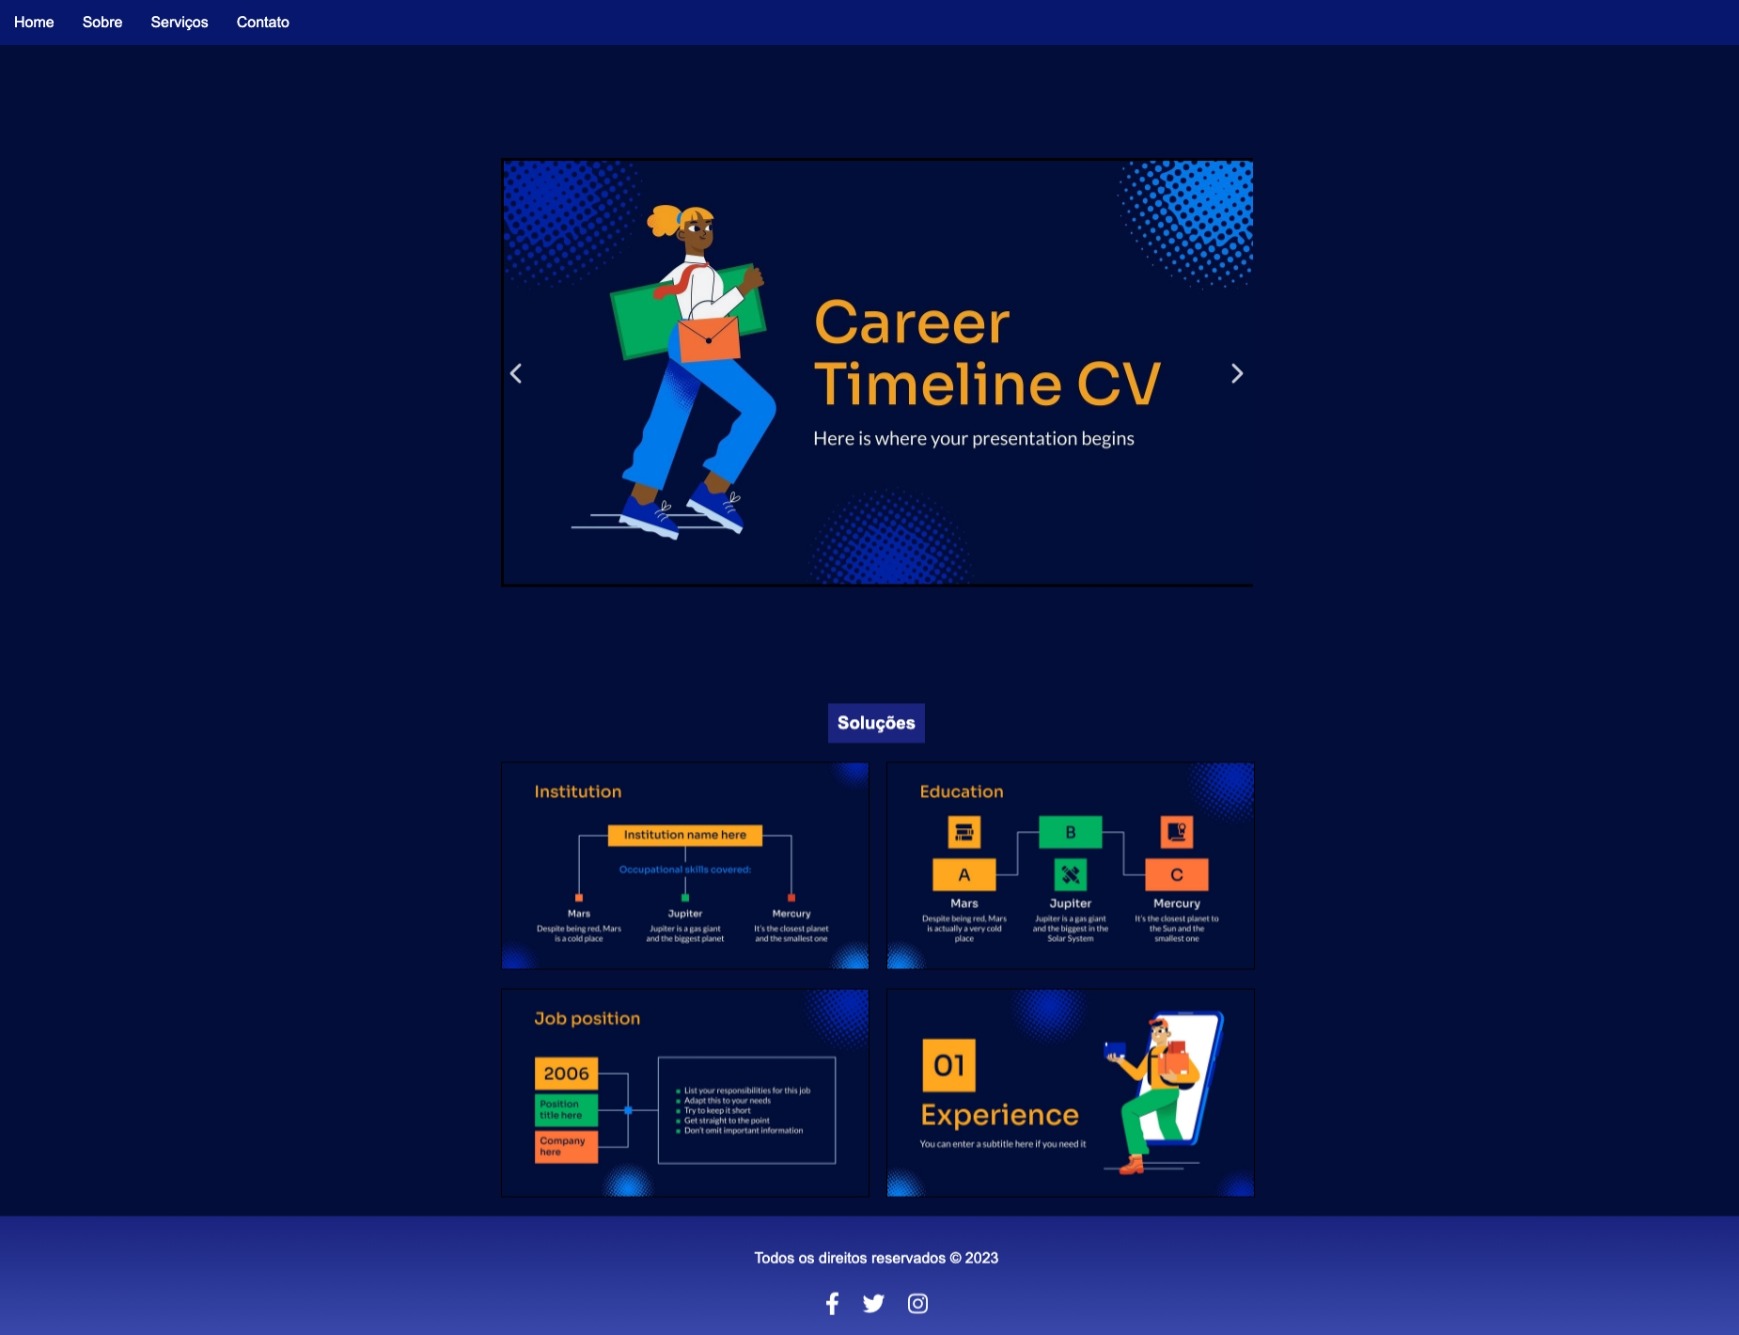 Home Sobre Serviços Contato
Career
Timeline CV
Here is where your presentation begins
Soluções
Institution
Institution name here
Occupational skills covered:
Mars
Despite being red, Mars
is a cold place
Jupiter
Jupiter is a gas giant
and the biggest planet
Mercury
It's the closest planet
and the smallest one
Education
B
A
C
Mars
Despite being red, Mars
is actually a very cold
place
Jupiter
Jupiter is a gas giant
and the biggest in the
Solar System
Mercury
It's the closest planet to
the Sun and the
smallest one
Job position
2006
Position
title here
Company
here
List your responsibilities for this job
Adapt this to your needs
Try to keep it short
Get straight to the point
Don't omit important information
01
Experience
You can enter a subtitle here if you need it
Todos os direitos reservados © 2023